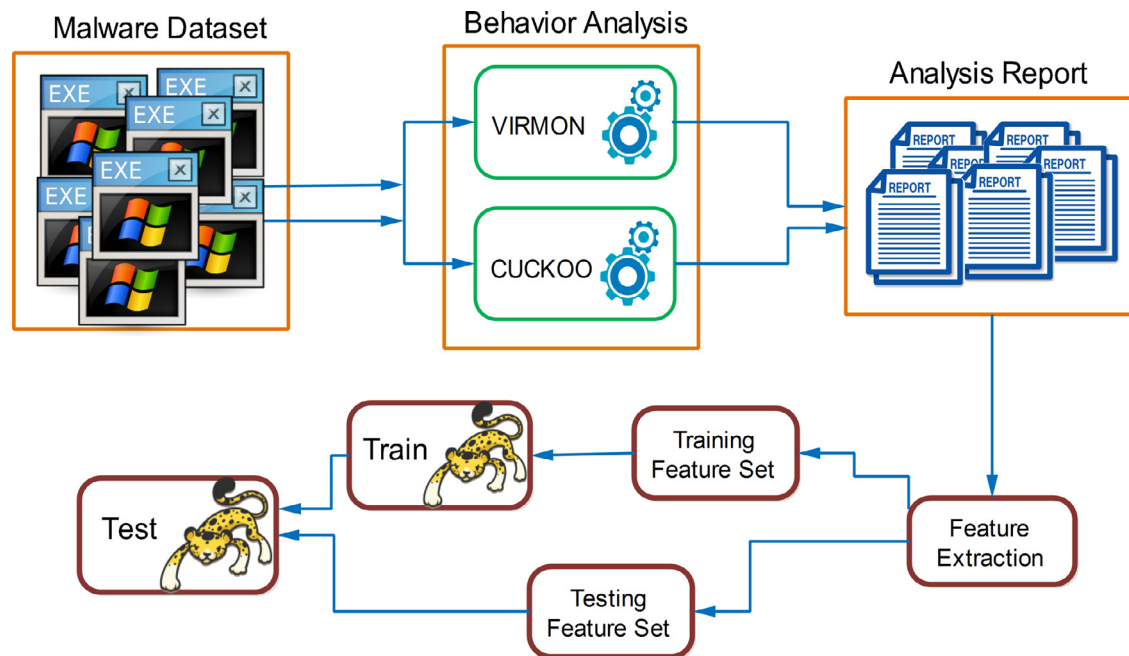 Malware Dataset
Behavior Analysis
Analysis Report
EXE
EXE
EXE
EXE
EXE
VIRMON
CUCKOO
REPORT
REPORT
REPORT
REPORT
REPORT
REPORT
Train
Training
Feature Set
Test
Testing
Feature Set
Feature
Extraction